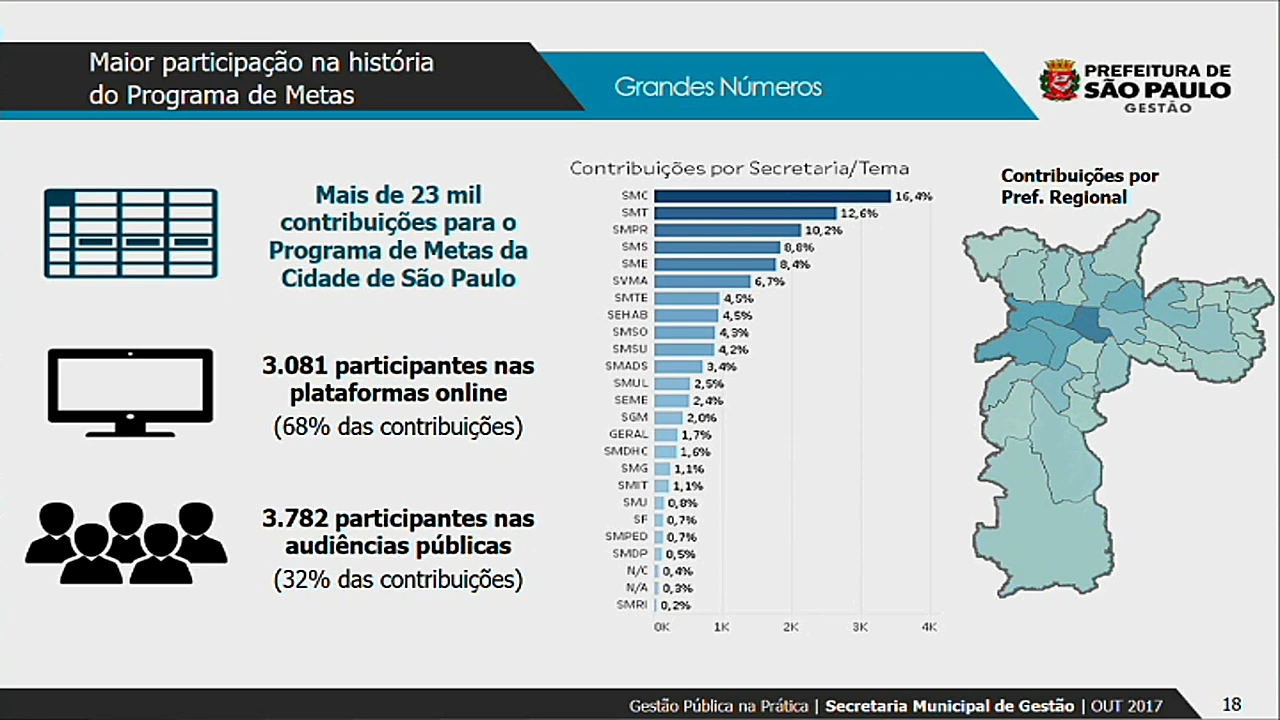 Maior participação na história
do Programa de Metas
Grandes Números
PREFEITURA DE
SÃO PAULO
GESTÃO
Mais de 23 mil
contribuições para o
Programa de Metas da
Cidade de São Paulo
3.081 participantes nas
plataformas online
(68% das contribuições)
3.782 participantes nas
audiências públicas
(32% das contribuições)
Contribuições por Secretaria/Tema
SMC 16,4%
SMT 12,6%
SMPR 10,2%
SMS 8,8%
SME 8,4%
SVMA 6,7%
SMTE 4,5%
SEHAB 4,5%
SMSO 4,3%
SMSU 4,2%
SMADS 3,4%
SMUL 2,5%
SEME 2,4%
SGM 2,0%
GERAL 1,7%
SMDHC 1,6%
SMG 1,1%
SMIT 1,1%
SMJ 0,8%
SF 0,7%
SMPED 0,7%
SMDP 0,5%
N/C 0,4%
N/A 0,3%
SMRI 0,2%
0K 1K 2K 3K 4K
Contribuições por
Pref. Regional
Gestão Pública na Prática | Secretaria Municipal de Gestão | OUT 2017
18